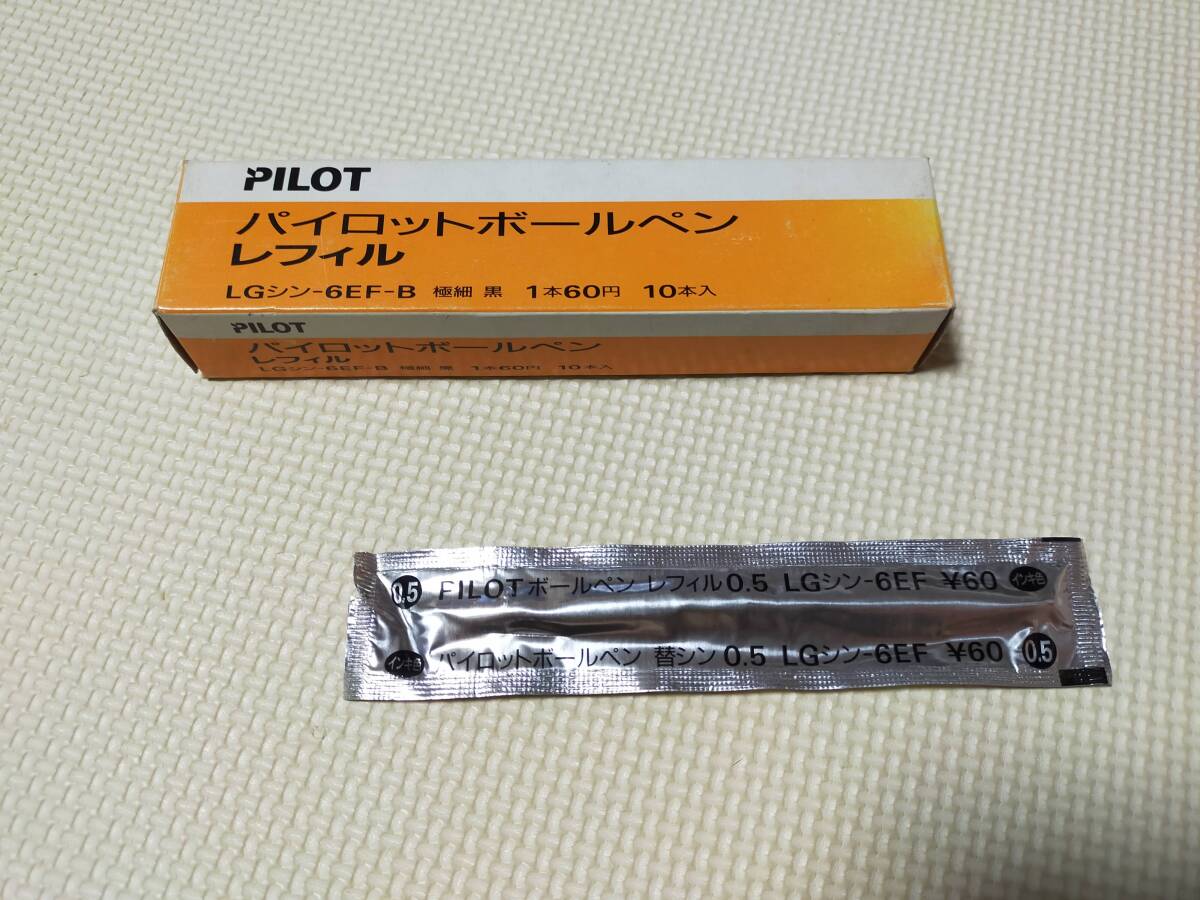 PILOT
パイロットボールペン
レフィル
LGシン-6EF-B 極細 黒 1本60円 10本入
PILOT
パイロットボールペン
レフィル
LGシン-6EF-B 極細 黒 1本60円 10本入
0.5 PILOTボールペン レフィル0.5 LGシン-6EF ¥60 インキ色
インキ色 パイロットボールペン 替シン0.5 LGシン-6EF ¥60 0.5